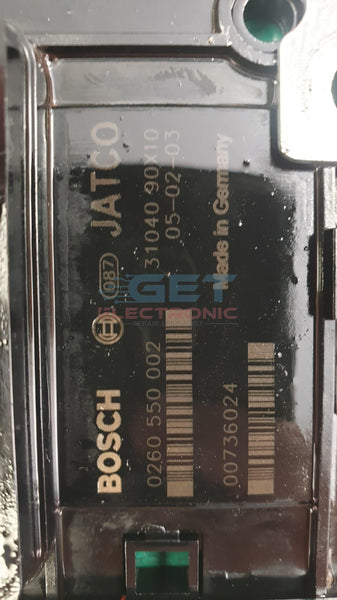 BOSCH 087 JATCO
0260 550 002 31040 90X10
05-02-03
00736024 Made in Germany
GET
ELECTRONIC